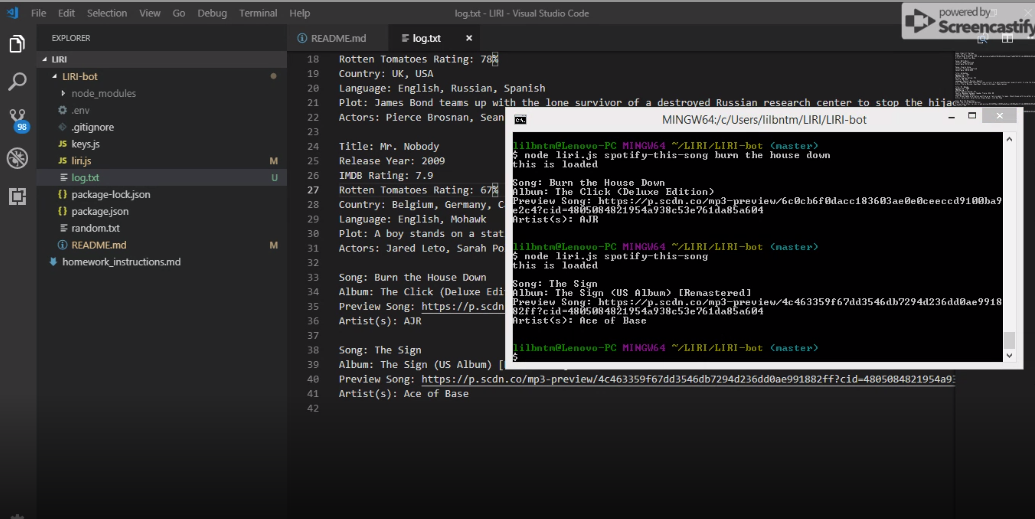 File Edit Selection View Go Debug Terminal Help
log.txt - LIRI - Visual Studio Code
powered by
Screencastify
EXPLORER
README.md
log.txt
LIRI
LIRI-bot
node_modules
.env
.gitignore
keys.js
liri.js M
log.txt U
package-lock.json
package.json
random.txt
README.md M
homework_instructions.md
98
18 Rotten Tomatoes Rating: 78%
19 Country: UK, USA
20 Language: English, Russian, Spanish
21 Plot: James Bond teams up with the lone survivor of a destroyed Russian research center to stop the hijac
22 Actors: Pierce Brosnan, Sean
23
24 Title: Mr. Nobody
25 Release Year: 2009
26 IMDB Rating: 7.9
27 Rotten Tomatoes Rating: 67%
28 Country: Belgium, Germany, C
29 Language: English, Mohawk
30 Plot: A boy stands on a stat
31 Actors: Jared Leto, Sarah Po
32
33 Song: Burn the House Down
34 Album: The Click (Deluxe Edi
35 Preview Song: https://p.scdn
36 Artist(s): AJR
37
38 Song: The Sign
39 Album: The Sign (US Album) [
40 Preview Song: https://p.scdn.co/mp3-preview/4c463359f67dd3546db7294d236dd0ae991882ff?cid=4805084821954a93
41 Artist(s): Ace of Base
42
MINGW64:/c/Users/lilbntm/LIRI/LIRI-bot
lilbntm@Lenovo-PC MINGW64 ~/LIRI/LIRI-bot (master)
$ node liri.js spotify-this-song burn the house down
this is loaded
Song: Burn the House Down
Album: The Click (Deluxe Edition)
Preview Song: https://p.scdn.co/mp3-preview/6c0cb6f0dacc183603ae0e0ceeccd9100ba9
e2c4?cid=4805084821954a938c53e761da85a604
Artist(s): AJR
lilbntm@Lenovo-PC MINGW64 ~/LIRI/LIRI-bot (master)
$ node liri.js spotify-this-song
this is loaded
Song: The Sign
Album: The Sign (US Album) [Remastered]
Preview Song: https://p.scdn.co/mp3-preview/4c463359f67dd3546db7294d236dd0ae9918
82ff?cid=4805084821954a938c53e761da85a604
Artist(s): Ace of Base
lilbntm@Lenovo-PC MINGW64 ~/LIRI/LIRI-bot (master)
$